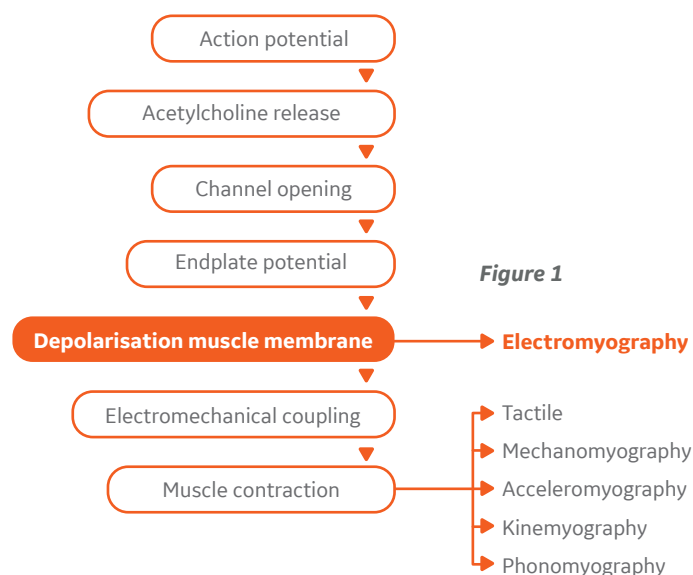 Action potential
Acetylcholine release
Channel opening
Endplate potential
Figure 1
Depolarisation muscle membrane
Electromyography
Electromechanical coupling
Muscle contraction
Tactile
Mechanomyography
Acceleromyography
Kinemyography
Phonomyography